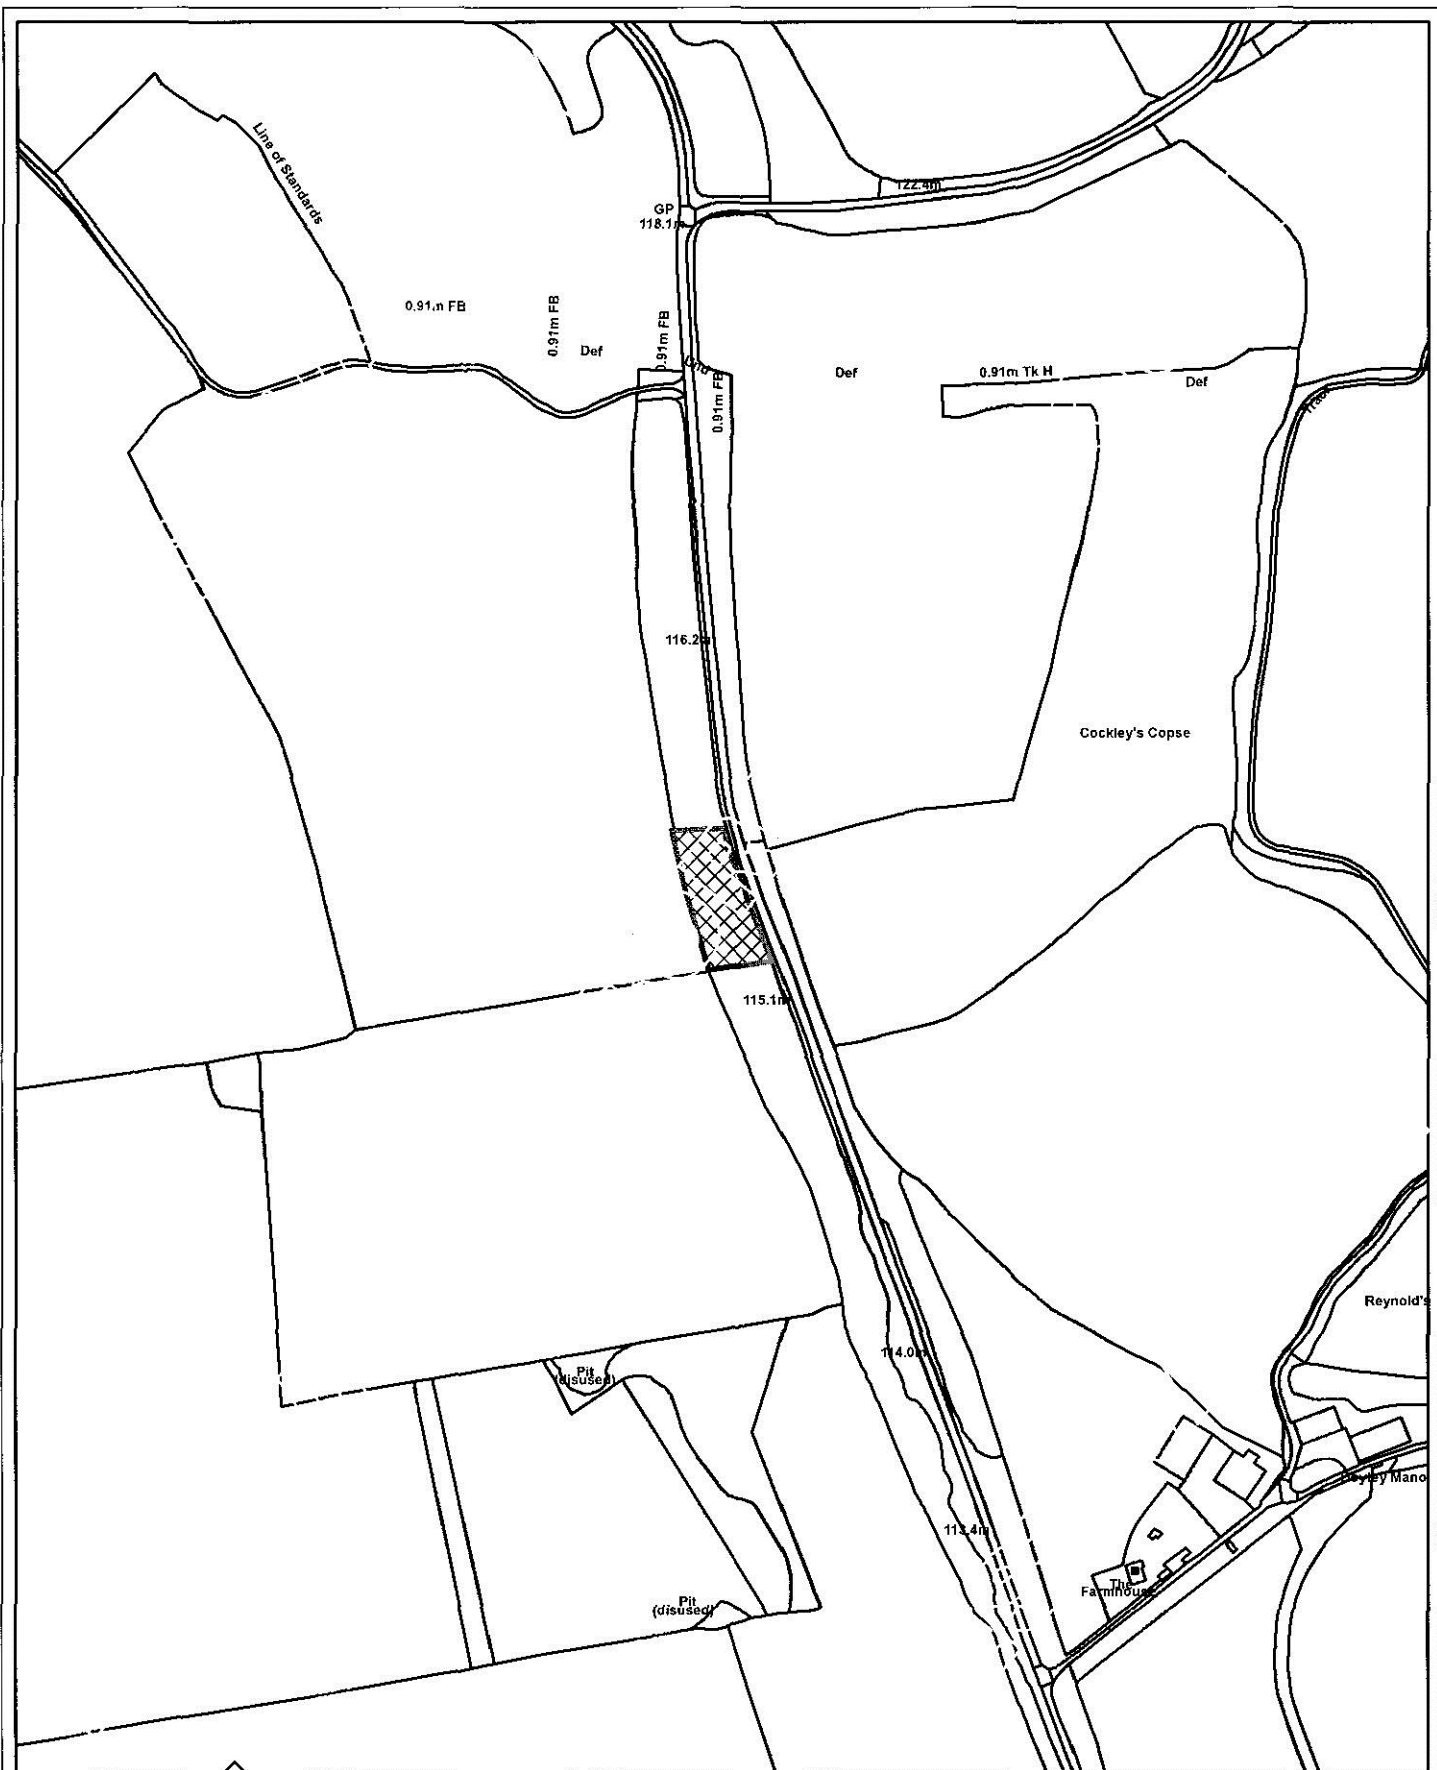 Line of Standards
122.4m
GP
118.1m
0.91m FB
0.91m FB
0.91m FB
Def
Und
0.91m FB
Def
0.91m Tk H
Def
Track
116.2m
Cockley's Copse
115.1m
Reynold's
114.0m
Pit
(disused)
113.4m
The
Farmhouse
Pit
(disused)